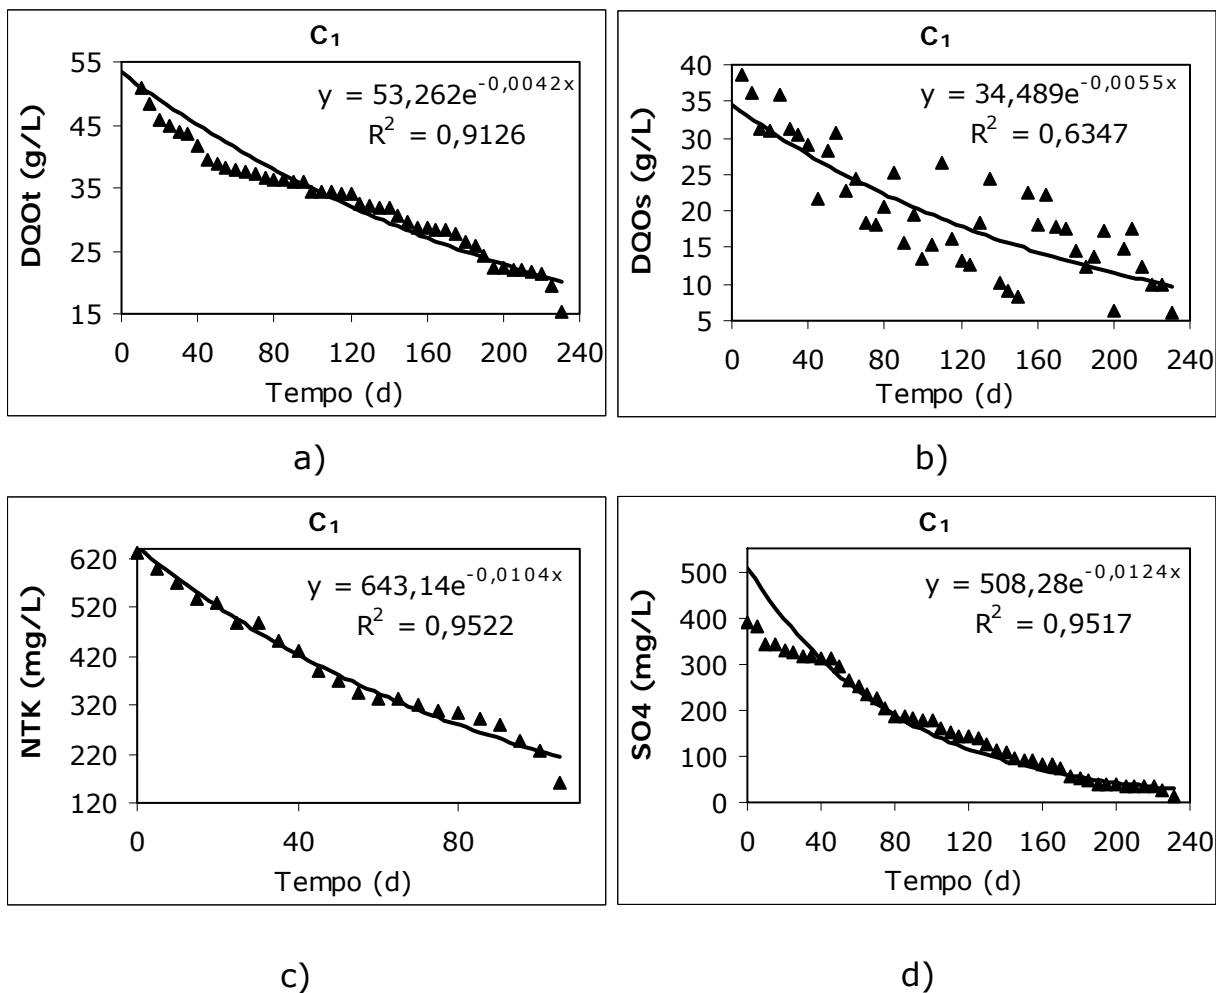 C₁
DQOt (g/L)
55
45
35
25
15
y = 53,262e^-0,0042x
R² = 0,9126
0 40 80 120 160 200 240
Tempo (d)
a)
C₁
DQOs (g/L)
40
35
30
25
20
15
10
5
y = 34,489e^-0,0055x
R² = 0,6347
0 40 80 120 160 200 240
Tempo (d)
b)
C₁
NTK (mg/L)
620
520
420
320
220
120
y = 643,14e^-0,0104x
R² = 0,9522
0 40 80
Tempo (d)
c)
C₁
SO4 (mg/L)
500
400
300
200
100
0
y = 508,28e^-0,0124x
R² = 0,9517
0 40 80 120 160 200 240
Tempo (d)
d)